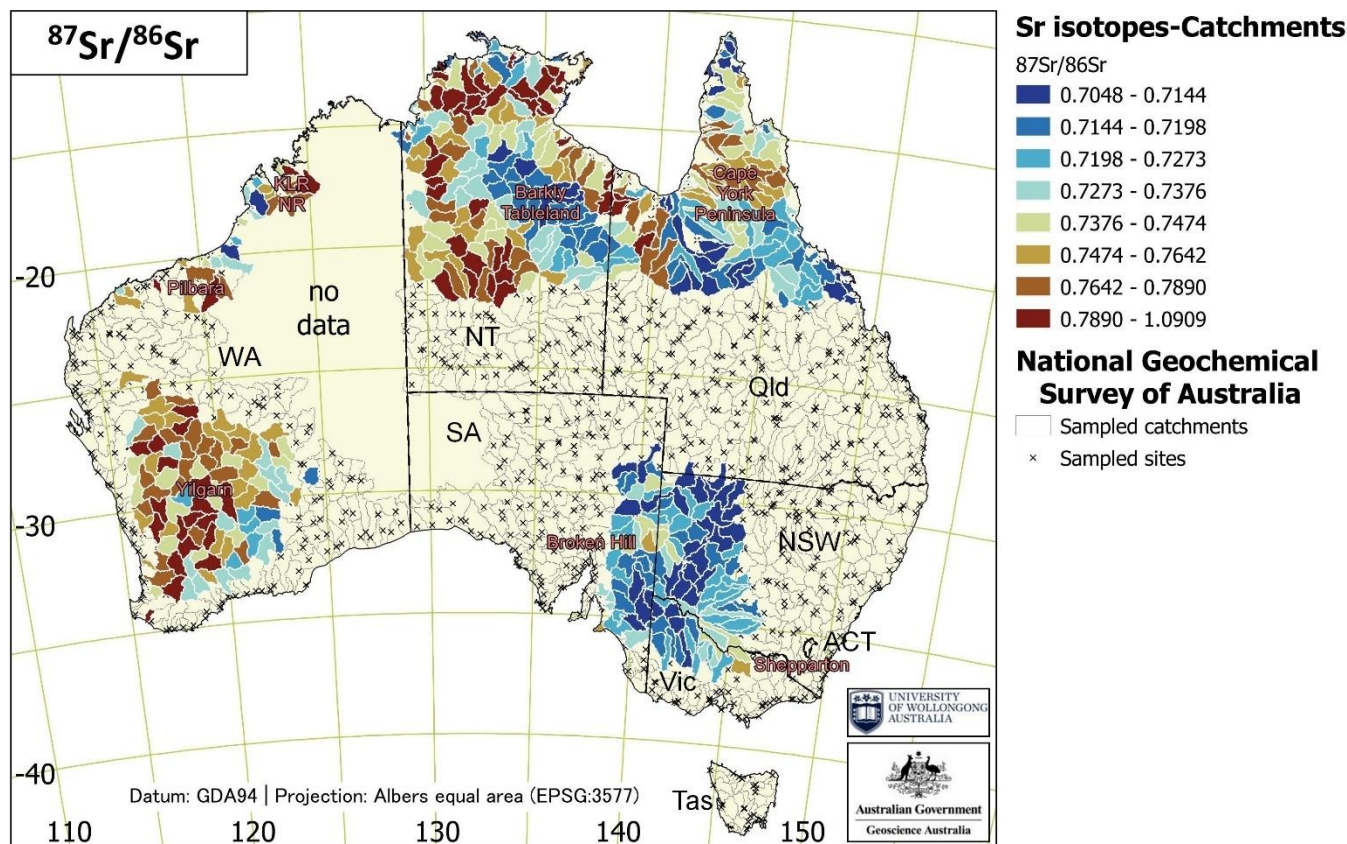 ⁸⁷Sr/⁸⁶Sr
KLR
NR
Barkly
Tableland
Cape
York
Peninsula
-20
Pilbara
no
data
NT
WA
Qld
SA
Yilgarn
-30
Broken Hill
NSW
ACT
Shepparton
Vic
UNIVERSITY
OF WOLLONGONG
AUSTRALIA
-40
Datum: GDA94 | Projection: Albers equal area (EPSG:3577)
Tas
Australian Government
Geoscience Australia
110
120
130
140
150
Sr isotopes-Catchments
87Sr/86Sr
0.7048 - 0.7144
0.7144 - 0.7198
0.7198 - 0.7273
0.7273 - 0.7376
0.7376 - 0.7474
0.7474 - 0.7642
0.7642 - 0.7890
0.7890 - 1.0909
National Geochemical
Survey of Australia
Sampled catchments
Sampled sites